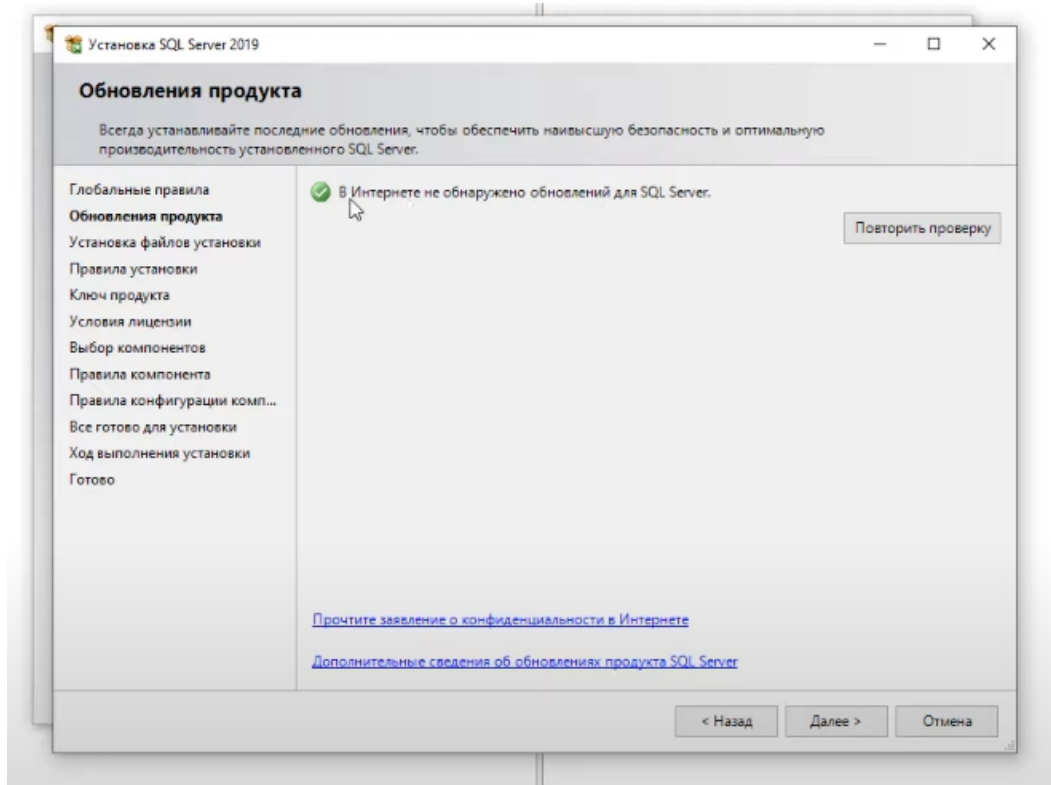 Установка SQL Server 2019
Обновления продукта
Всегда устанавливайте последние обновления, чтобы обеспечить наивысшую безопасность и оптимальную
производительность установленного SQL Server.
Глобальные правила
Обновления продукта
Установка файлов установки
Правила установки
Ключ продукта
Условия лицензии
Выбор компонентов
Правила компонента
Правила конфигурации комп...
Все готово для установки
Ход выполнения установки
Готово
В Интернете не обнаружено обновлений для SQL Server.
Повторить проверку
Прочтите заявление о конфиденциальности в Интернете
Дополнительные сведения об обновлениях продукта SQL Server
< Назад
Далее >
Отмена